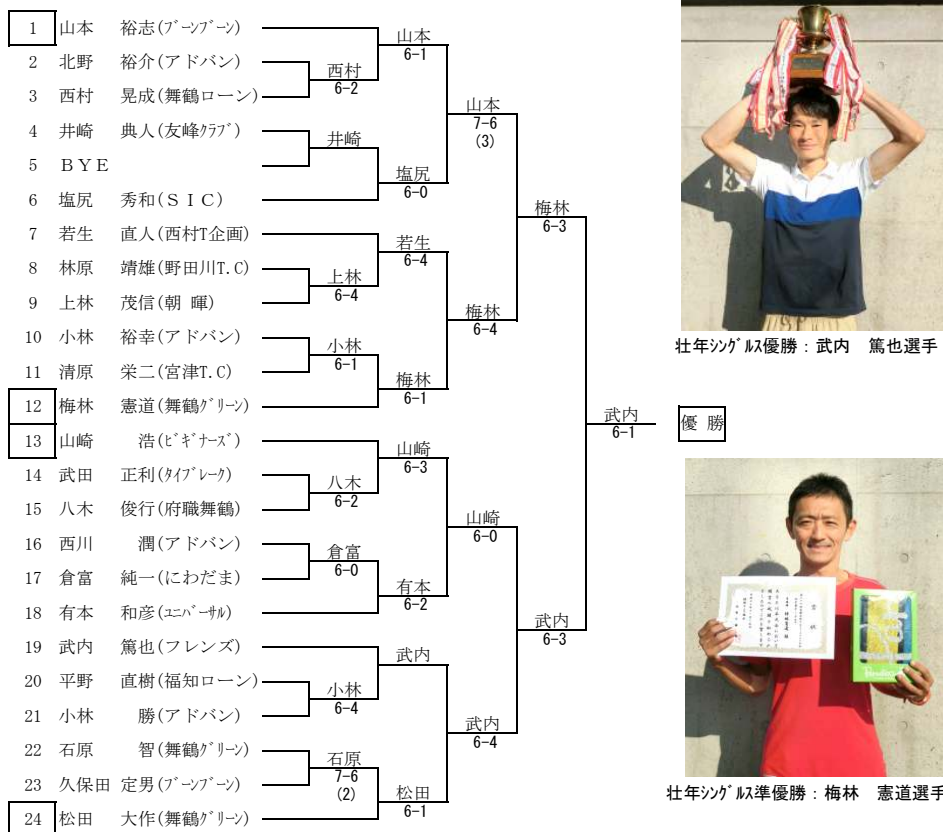 1 山本 裕志(ﾌﾞｰﾝﾌﾞｰﾝ)
2 北野 裕介(アドバン)
3 西村 晃成(舞鶴ローン)
4 井崎 典人(友峰ｸﾗﾌﾞ)
5 ＢＹＥ
6 塩尻 秀和(ＳＩＣ)
7 若生 直人(西村T企画)
8 林原 靖雄(野田川T.C)
9 上林 茂信(朝 暉)
10 小林 裕幸(アドバン)
11 清原 栄二(宮津T.C)
12 梅林 憲道(舞鶴ｸﾞﾘｰﾝ)
13 山崎 浩(ﾋﾞｷﾞﾅｰｽﾞ)
14 武田 正利(ﾀｲﾌﾞﾚｰｸ)
15 八木 俊行(府職舞鶴)
16 西川 潤(アドバン)
17 倉富 純一(にわだま)
18 有本 和彦(ﾕﾆﾊﾞｰｻﾙ)
19 武内 篤也(フレンズ)
20 平野 直樹(福知ローン)
21 小林 勝(アドバン)
22 石原 智(舞鶴ｸﾞﾘｰﾝ)
23 久保田 定男(ﾌﾞｰﾝﾌﾞｰﾝ)
24 松田 大作(舞鶴ｸﾞﾘｰﾝ)
西村
6-2
井崎
上林
6-4
小林
6-1
八木
6-2
倉富
6-0
小林
6-4
石原
7-6
(2)
山本
6-1
塩尻
6-0
若生
6-4
梅林
6-1
山崎
6-3
有本
6-2
武内
松田
6-1
山本
7-6
(3)
梅林
6-4
山崎
6-0
武内
6-4
梅林
6-3
武内
6-3
武内
6-1
優 勝
壮年ｼﾝｸﾞﾙｽ優勝：武内 篤也選手
賞状
壮年ｼﾝｸﾞﾙｽ準優勝：梅林 憲道選手